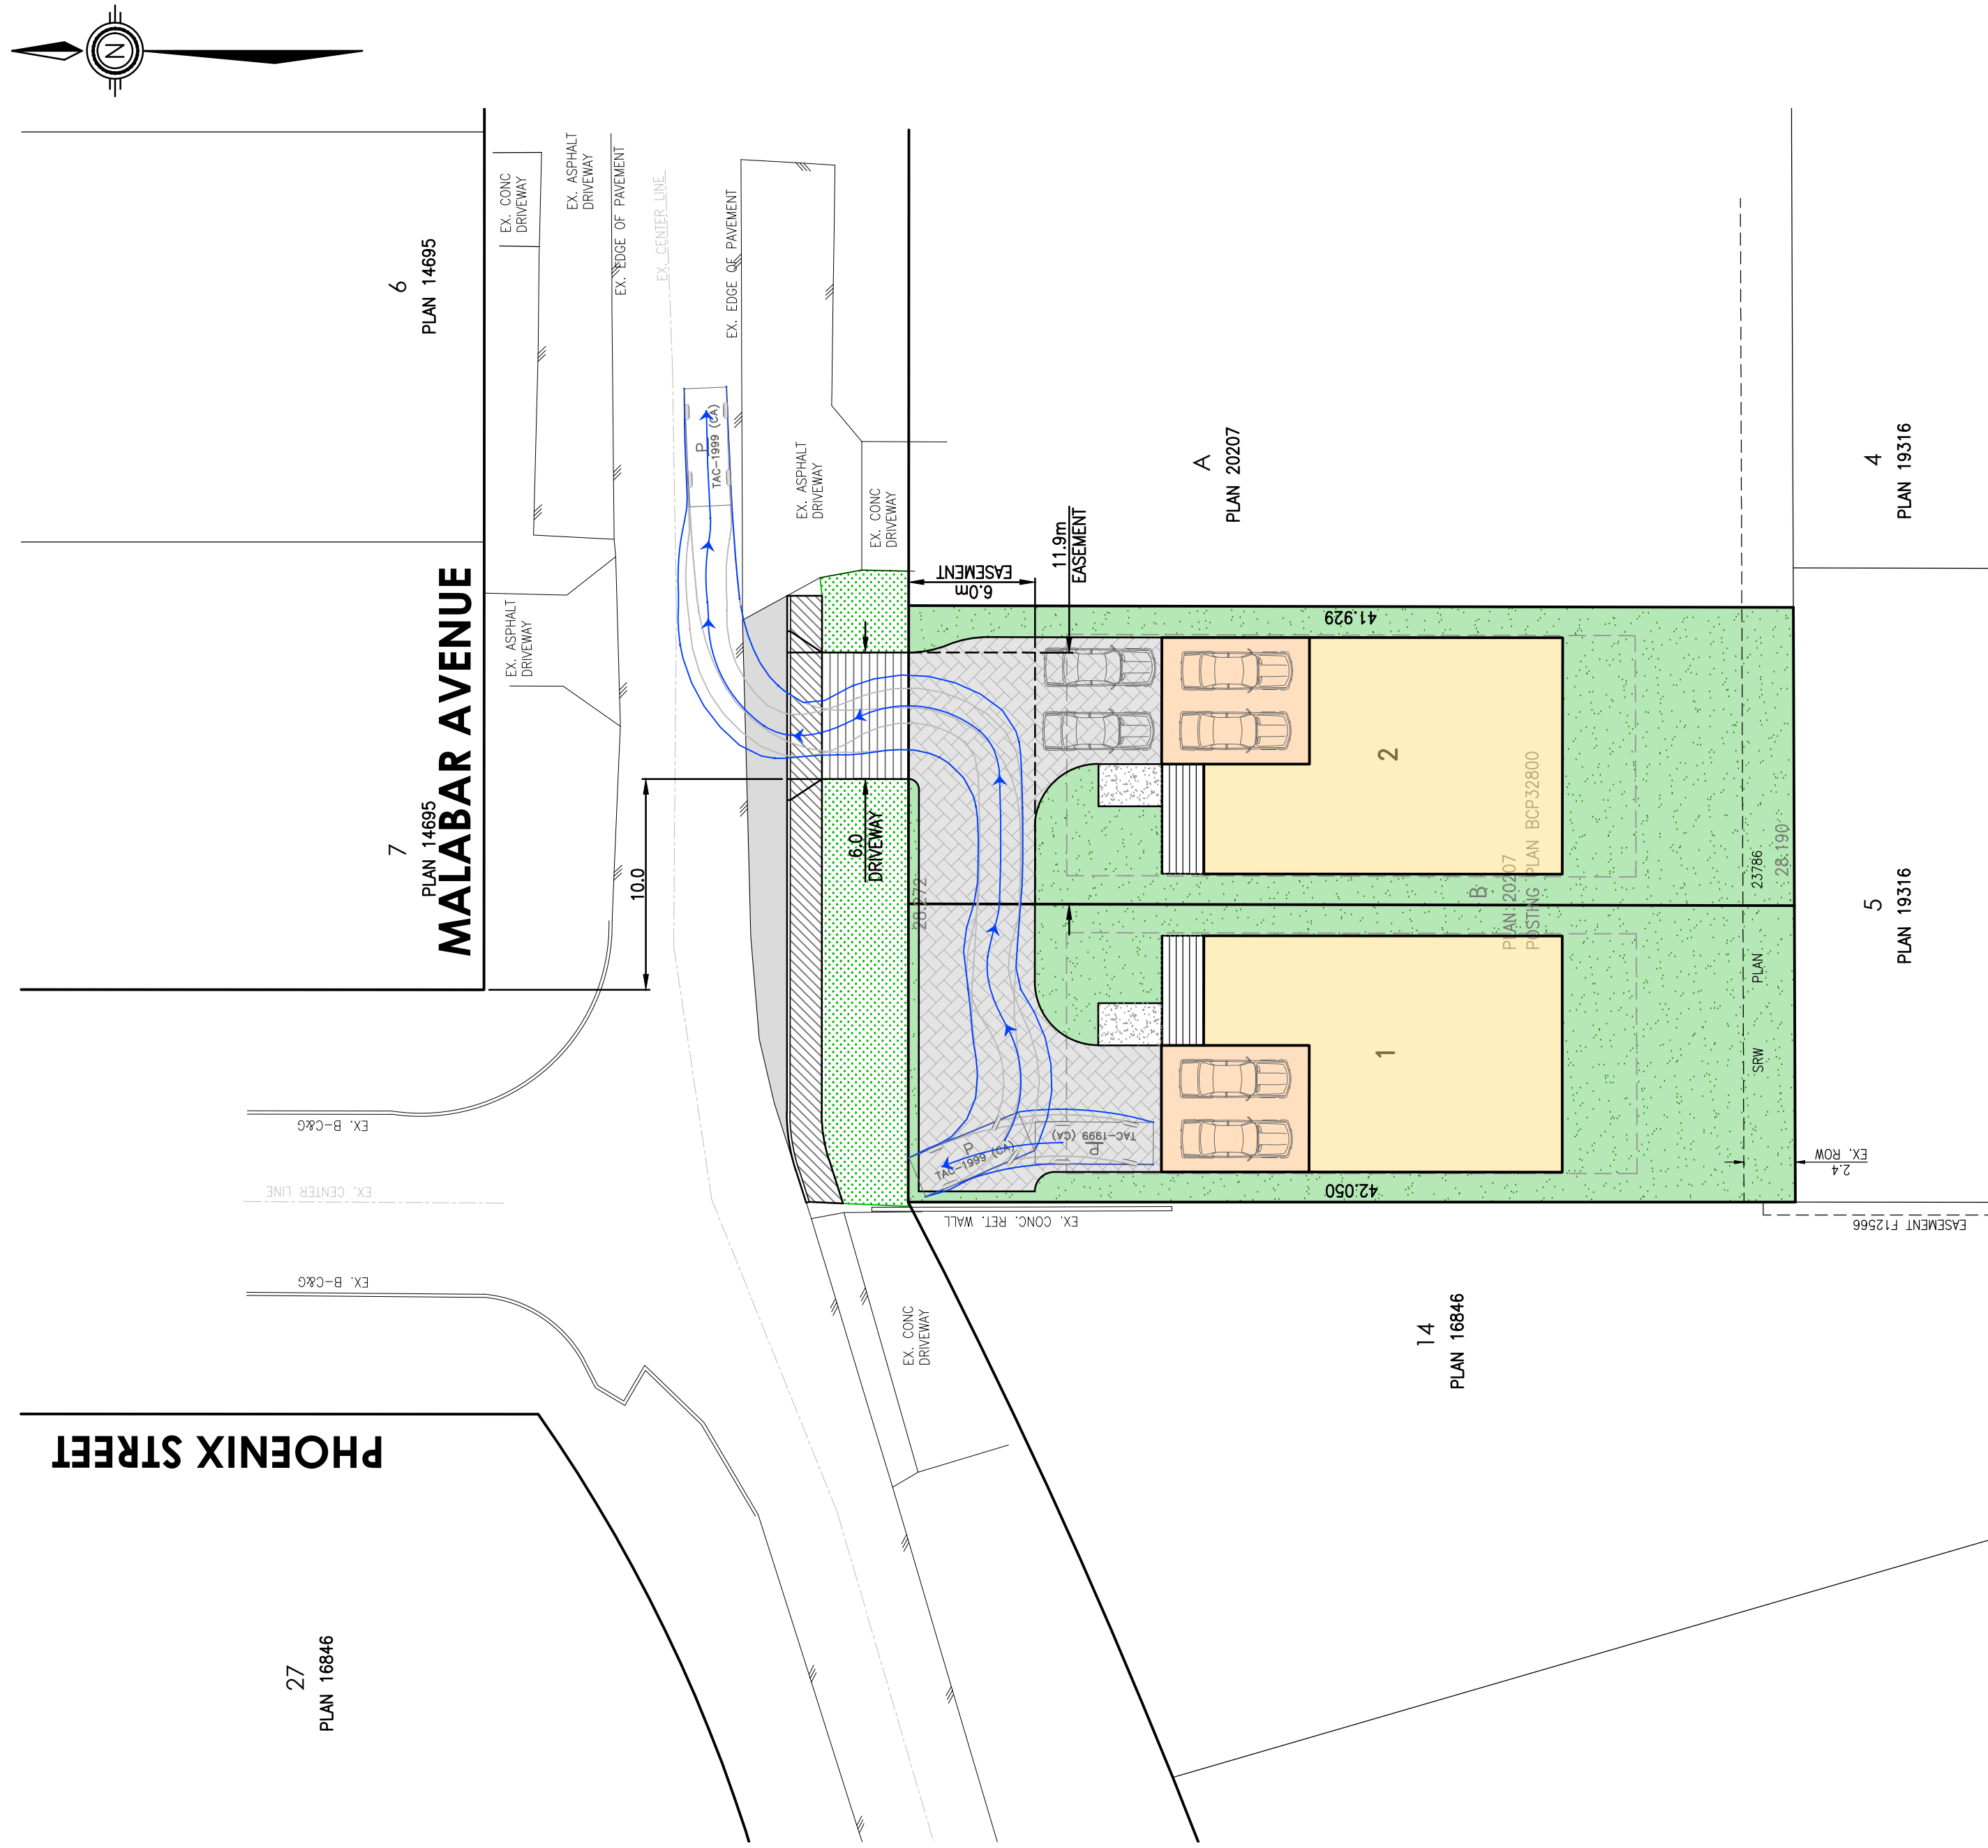 N
6
PLAN 14695
EX. CONC
DRIVEWAY
EX. ASPHALT
DRIVEWAY
EX. EDGE OF PAVEMENT
EX. CENTER LINE
EX. EDGE OF PAVEMENT
P
TAC-1999 (CA)
EX. ASPHALT
DRIVEWAY
EX. CONC
DRIVEWAY
A
PLAN 20207
4
PLAN 19316
7
PLAN 14695
MALABAR AVENUE
EX. ASPHALT
DRIVEWAY
10.0
6.0
DRIVEWAY
6.0m
EASEMENT
11.9m
EASEMENT
41.929
2
28.272
B
PLAN 20207
POSTING PLAN BCP32800
23786
28.190
PLAN
SRW
5
PLAN 19316
1
P
TAC-1999 (CA)
P
TAC-1999 (CA)
42.050
2.4
EX. ROW
EASEMENT F12566
EX. CONC. RET. WALL
EX. B-C&G
EX. CENTER LINE
EX. B-C&G
EX. CONC
DRIVEWAY
14
PLAN 16846
PHOENIX STREET
27
PLAN 16846